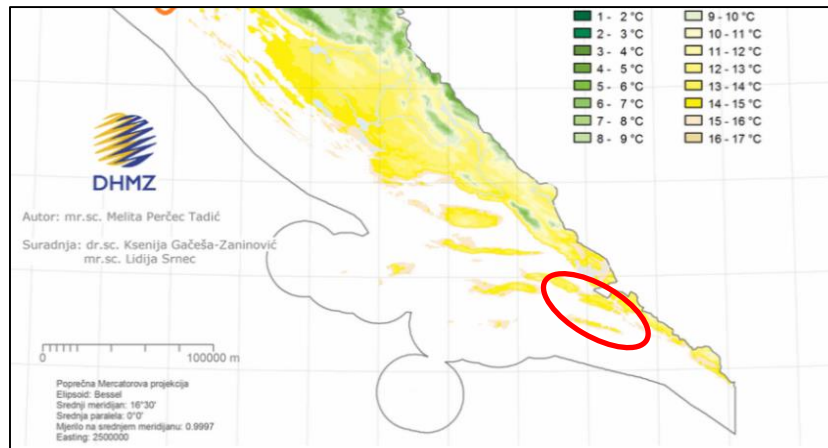 1 - 2 °C
2 - 3 °C
3 - 4 °C
4 - 5 °C
5 - 6 °C
6 - 7 °C
7 - 8 °C
8 - 9 °C
9 - 10 °C
10 - 11 °C
11 - 12 °C
12 - 13 °C
13 - 14 °C
14 - 15 °C
15 - 16 °C
16 - 17 °C
DHMZ
Autor: mr.sc. Melita Perčec Tadić
Suradnja: dr.sc. Ksenija Gačeša-Zaninović
mr.sc. Lidija Srnec
0 100000 m
Poprečna Mercatorova projekcija
Elipsoid: Bessel
Srednji meridijan: 16°30'
Srednja paralela: 0°0'
Mjerilo na srednjem meridijanu: 0.9997
Easting: 2500000